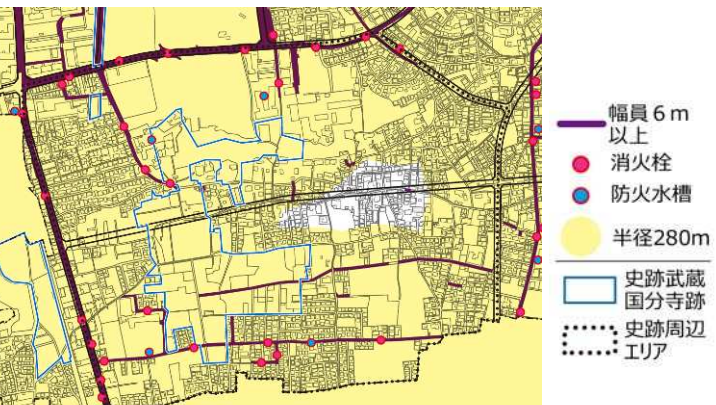 幅員６ｍ
以上
消火栓
防火水槽
半径280m
史跡武蔵
国分寺跡
史跡周辺
エリア